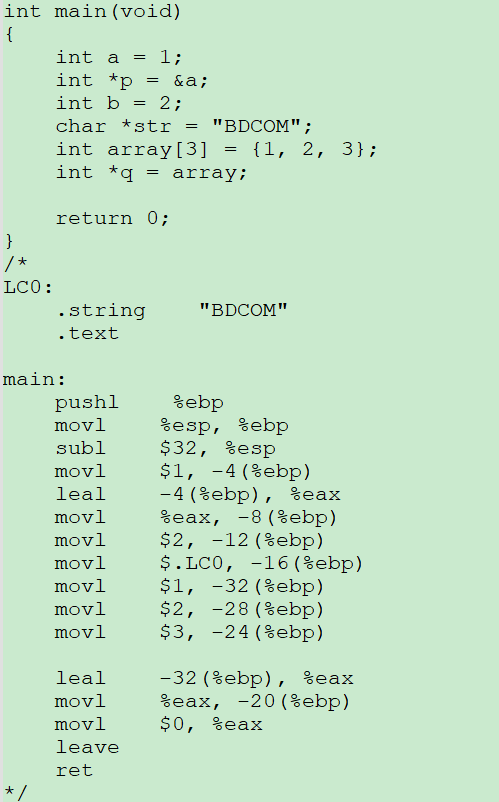 int main(void)
{
    int a = 1;
    int *p = &a;
    int b = 2;
    char *str = "BDCOM";
    int array[3] = {1, 2, 3};
    int *q = array;

    return 0;
}
/*
LC0:
    .string    "BDCOM"
    .text

main:
    pushl    %ebp
    movl    %esp, %ebp
    subl    $32, %esp
    movl    $1, -4(%ebp)
    leal    -4(%ebp), %eax
    movl    %eax, -8(%ebp)
    movl    $2, -12(%ebp)
    movl    $.LC0, -16(%ebp)
    movl    $1, -32(%ebp)
    movl    $2, -28(%ebp)
    movl    $3, -24(%ebp)

    leal    -32(%ebp), %eax
    movl    %eax, -20(%ebp)
    movl    $0, %eax
    leave
    ret
*/